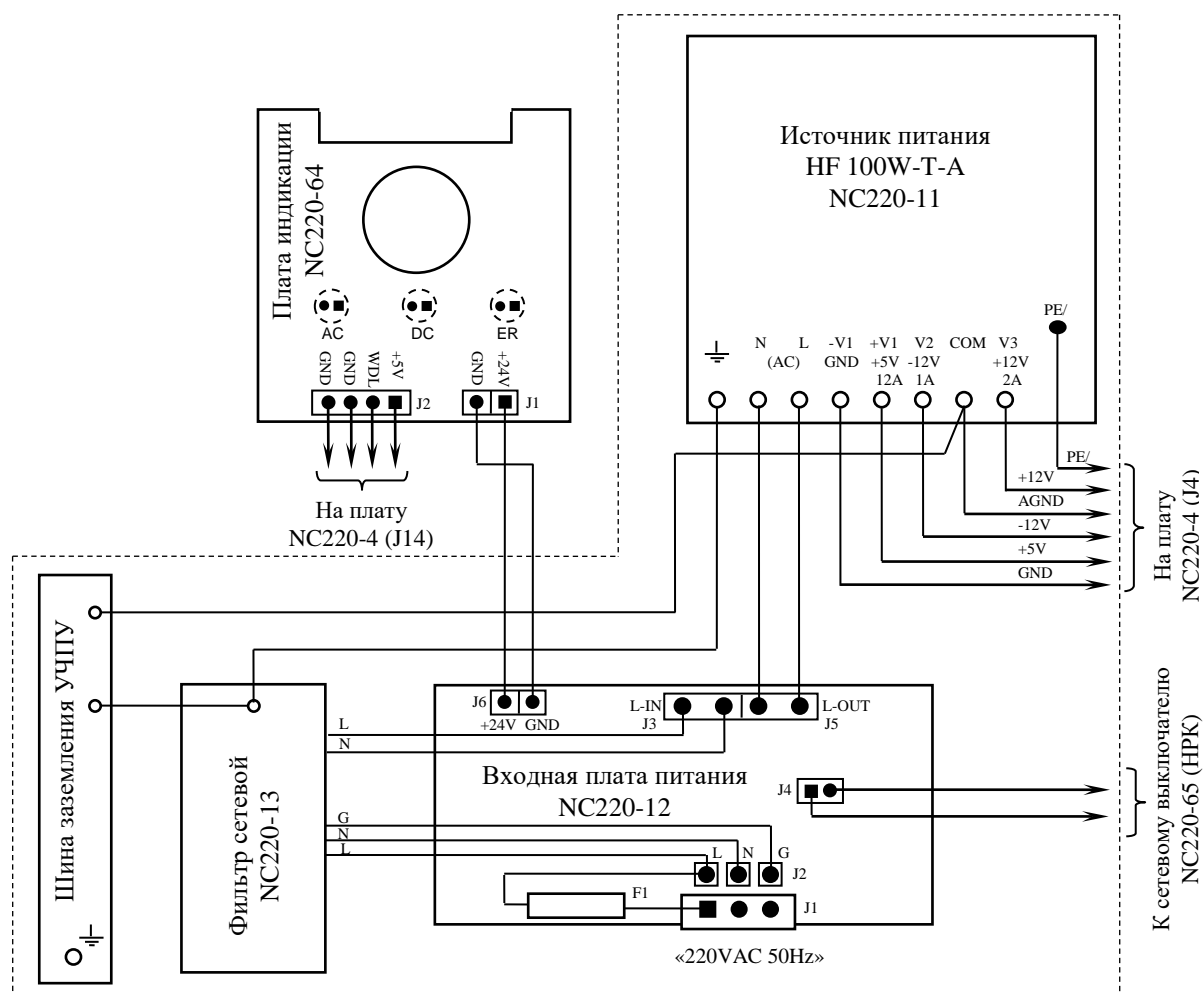 Источник питания
HF 100W-T-A
NC220-11
PE/
N
L
(AC)
-V1
GND
+V1
+5V
12A
V2
-12V
1A
COM
V3
+12V
2A
Плата индикации
NC220-64
AC
DC
ER
GND
GND
WDL
+5V
J2
GND
+24V
J1
На плату
NC220-4 (J14)
PE/
+12V
AGND
-12V
+5V
GND
На плату
NC220-4 (J4)
Шина заземления УЧПУ
Фильтр сетевой
NC220-13
L
N
G
N
L
J6
+24V
GND
L-IN
J3
L-OUT
J5
Входная плата питания
NC220-12
J4
L
N
G
J2
F1
J1
«220VAC 50Hz»
К сетевому выключателю
NC220-65 (НРК)